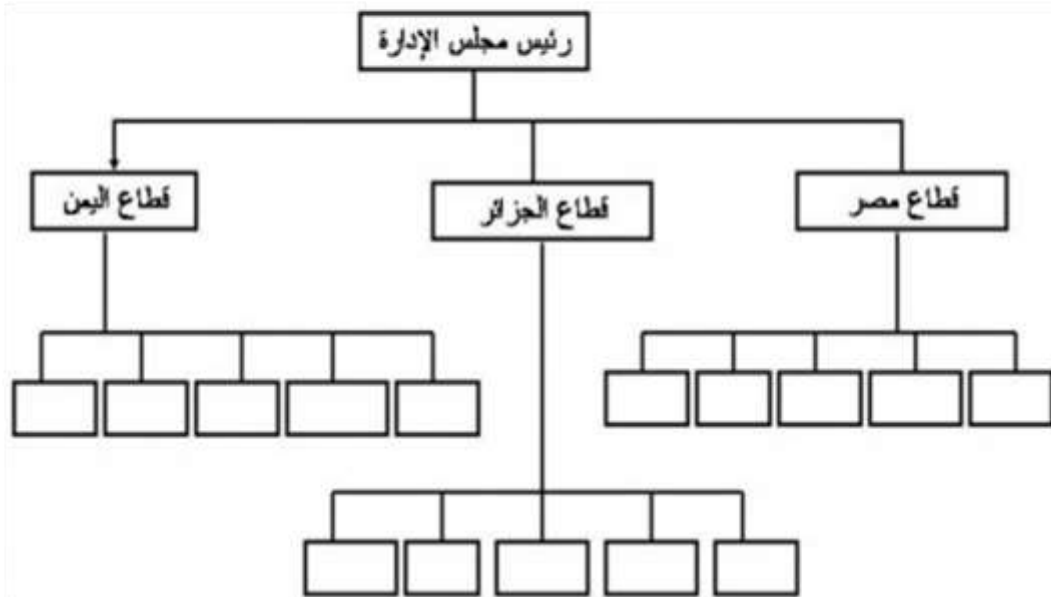 رئيس مجلس الإدارة
قطاع مصر
قطاع الجزائر
قطاع اليمن